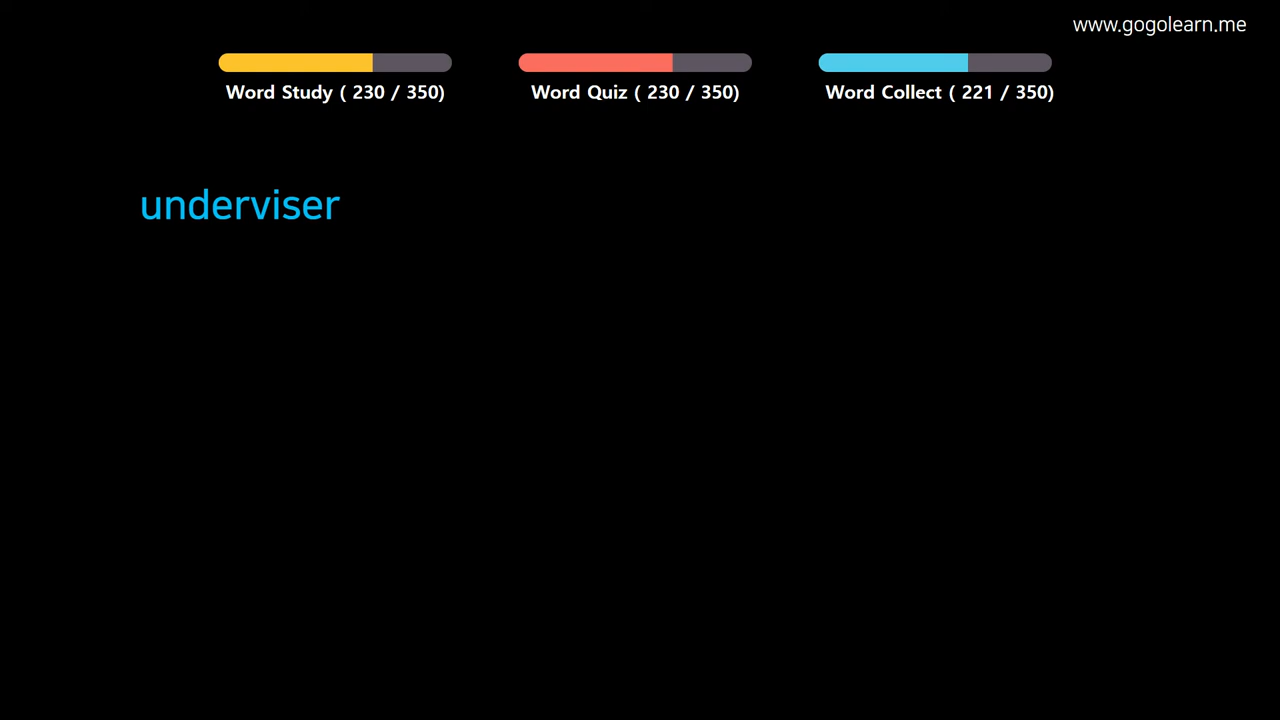 www.gogolearn.me
Word Study ( 230 / 350)
Word Quiz ( 230 / 350)
Word Collect ( 221 / 350)
underviser